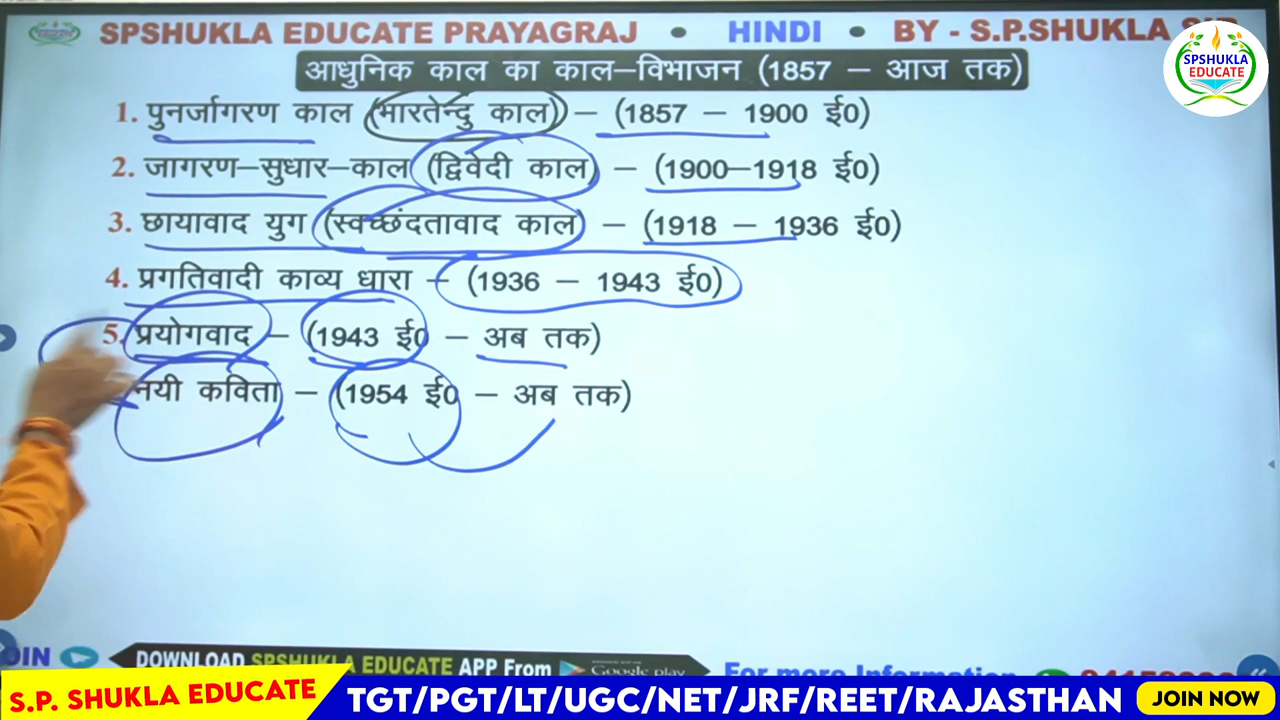 SPSHUKLA EDUCATE PRAYAGRAJ • HINDI • BY - S.P.SHUKLA
SPSHUKLA
EDUCATE
आधुनिक काल का काल–विभाजन (1857 – आज तक)
1. पुनर्जागरण काल (भारतेन्दु काल) – (1857 – 1900 ई0)
2. जागरण–सुधार–काल (द्विवेदी काल) – (1900–1918 ई0)
3. छायावाद युग (स्वच्छंदतावाद काल) – (1918 – 1936 ई0)
4. प्रगतिवादी काव्य धारा – (1936 – 1943 ई0)
5. प्रयोगवाद – (1943 ई0 – अब तक)
नयी कविता – (1954 ई0 – अब तक)
DOWNLOAD SPSHUKLA EDUCATE APP From Google play
For more Information
S.P. SHUKLA EDUCATE
TGT/PGT/LT/UGC/NET/JRF/REET/RAJASTHAN
JOIN NOW